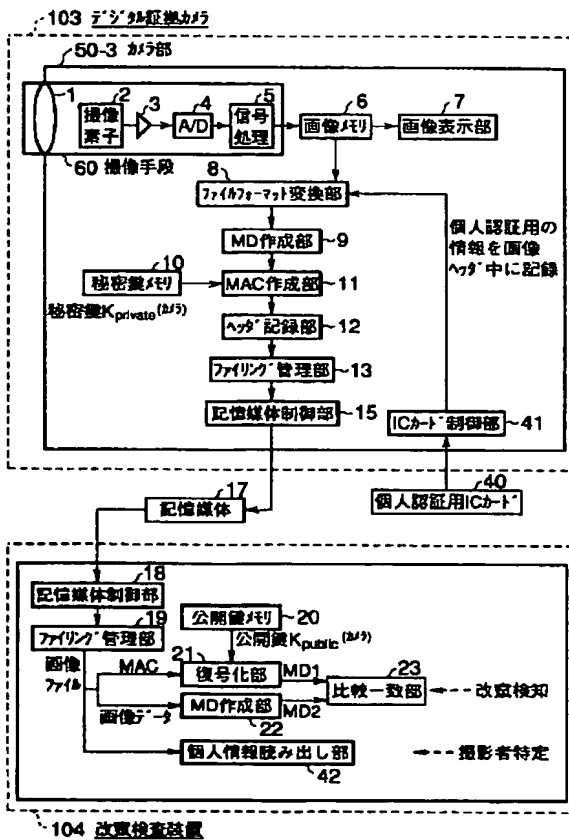 103 デジタル証拠カメラ
50-3 カメラ部
1
2
3
4
5
6
7
撮像素子
A/D
信号処理
画像メモリ
画像表示部
60 撮像手段
8
ファイルフォーマット変換部
個人認証用の
情報を画像
ヘッダ中に記録
MD作成部
9
10
秘密鍵メモリ
MAC作成部
11
秘密鍵Kprivate(カメラ)
ヘッダ記録部
12
ファイリング管理部
13
記憶媒体制御部
15
ICカード制御部
41
17
記憶媒体
40
個人認証用ICカード
18
記憶媒体制御部
19
ファイリング管理部
公開鍵メモリ
20
公開鍵Kpublic(カメラ)
画像
ファイル
MAC
21
復号化部
MD1
23
比較一致部
改竄検知
画像データ
MD作成部
MD2
22
個人情報読み出し部
撮影者特定
42
104 改竄検査装置